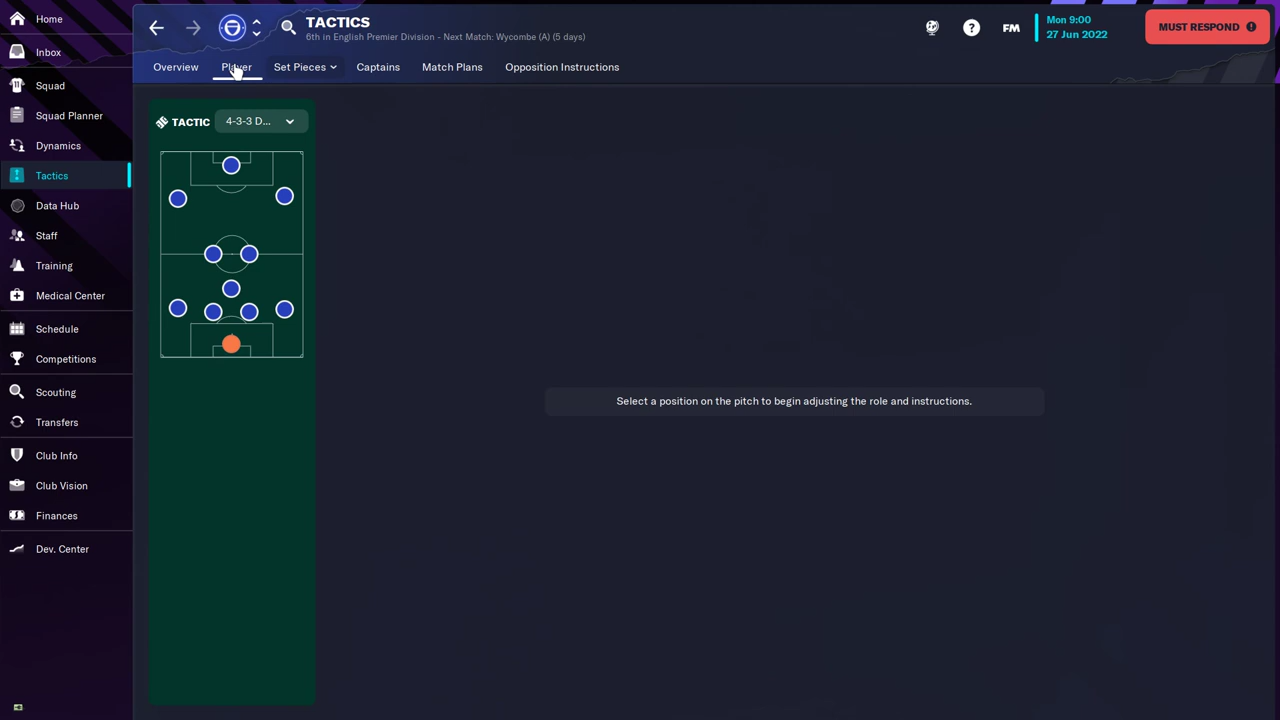 Home
Inbox
Squad
Squad Planner
Dynamics
Tactics
Data Hub
Staff
Training
Medical Center
Schedule
Competitions
Scouting
Transfers
Club Info
Club Vision
Finances
Dev. Center
TACTICS
6th in English Premier Division - Next Match: Wycombe (A) (5 days)
FM
Mon 9:00
27 Jun 2022
MUST RESPOND
Overview
Player
Set Pieces
Captains
Match Plans
Opposition Instructions
TACTIC
4-3-3 D...
Select a position on the pitch to begin adjusting the role and instructions.